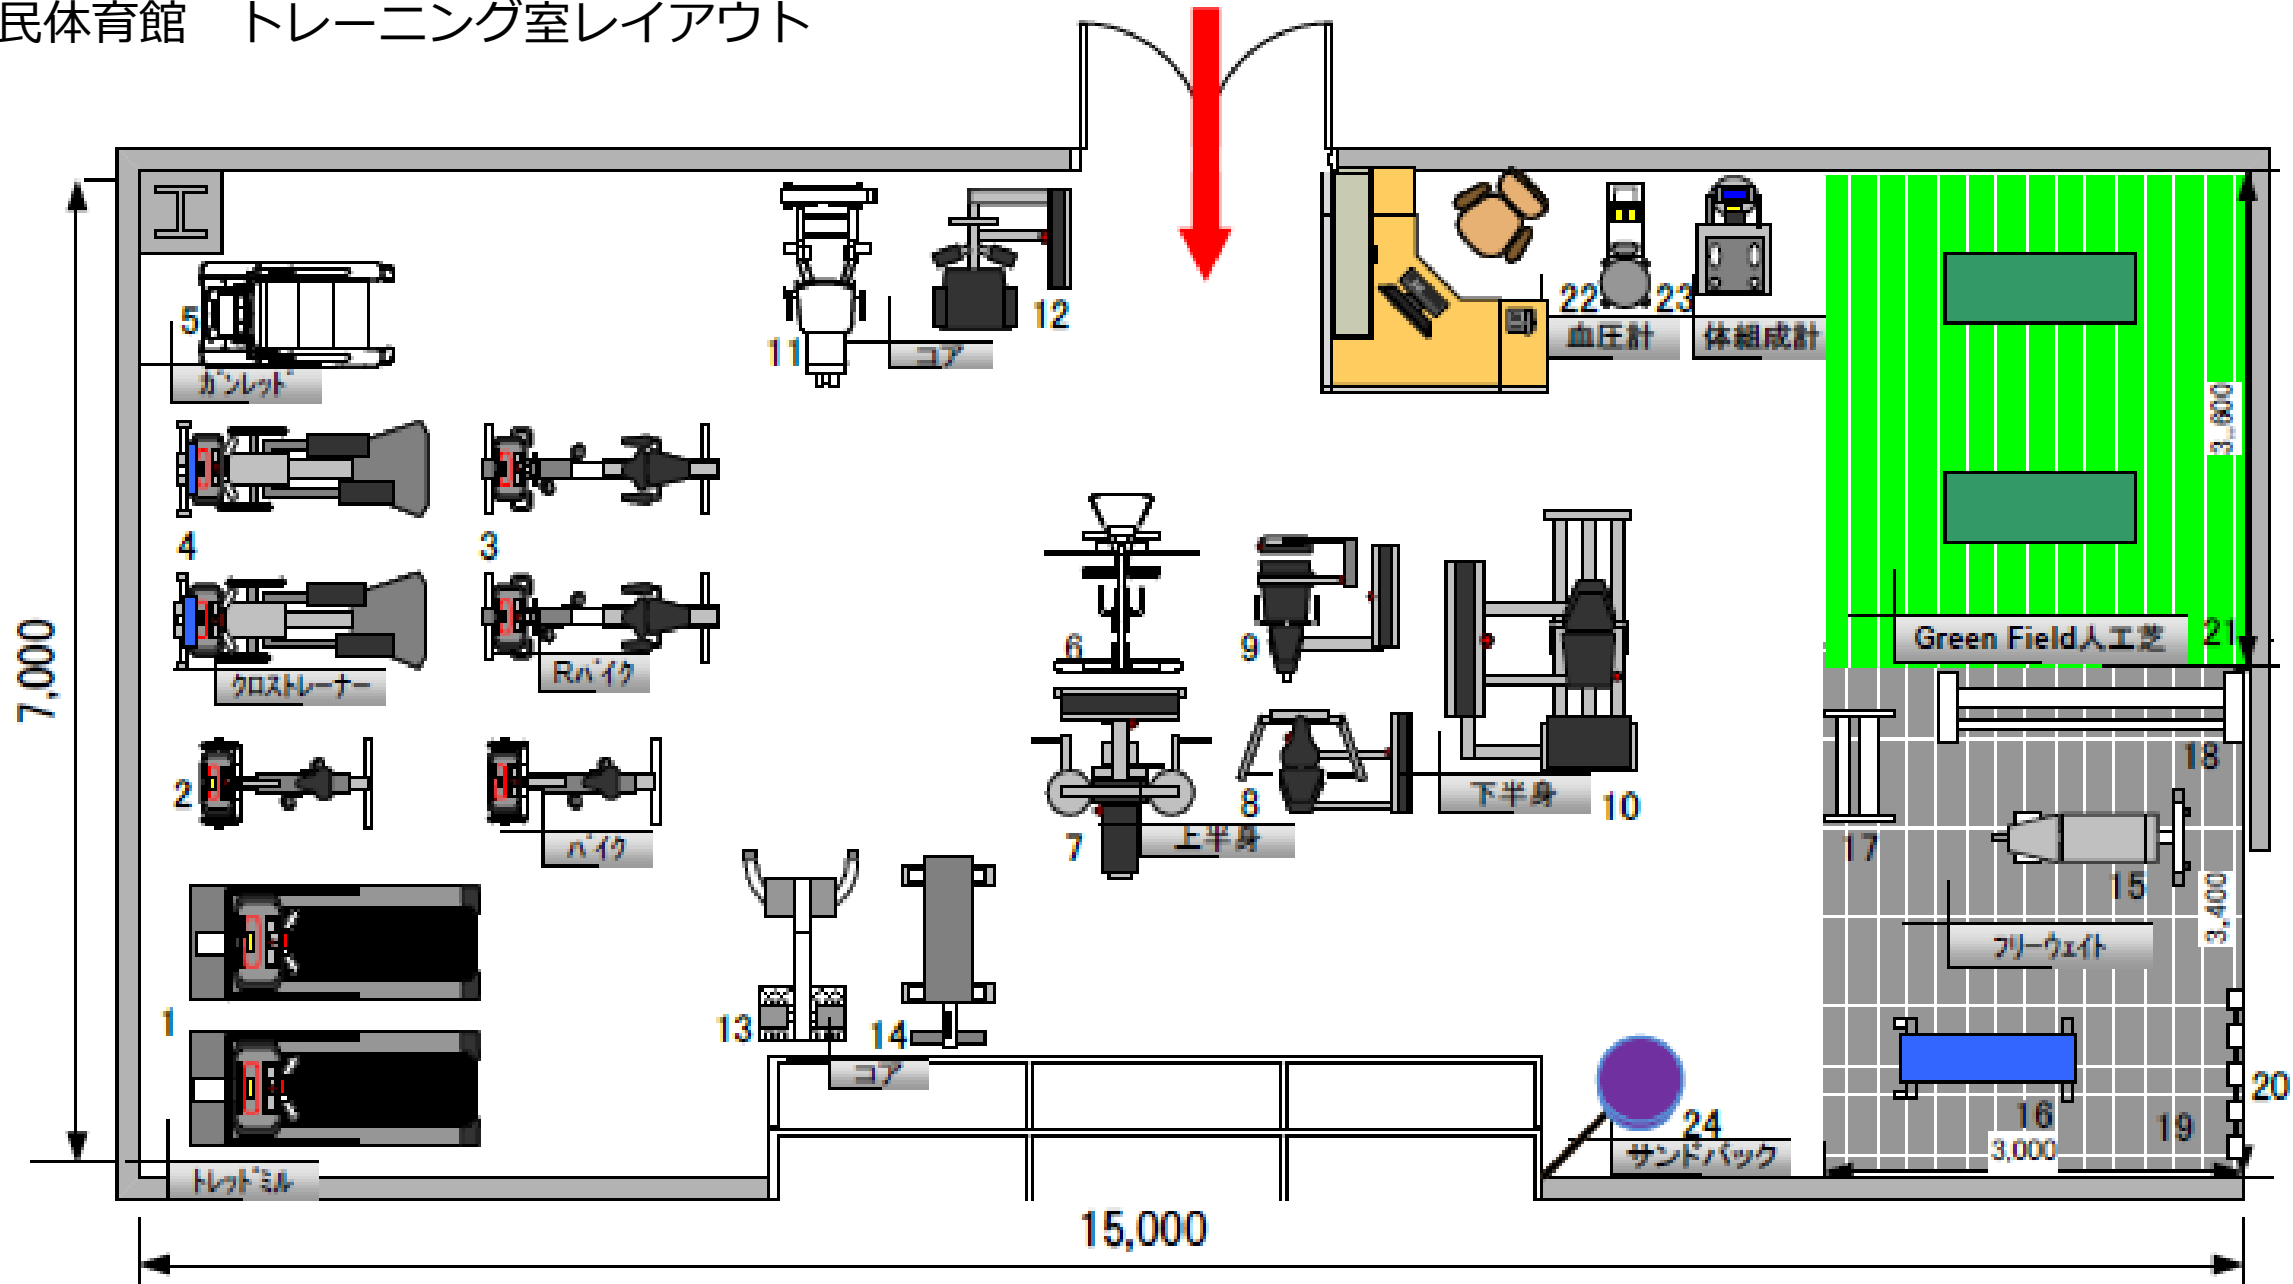 民体育館　トレーニング室レイアウト
5
ガンレット
11
コア
12
22
血圧計
23
体組成計
4
3
クロストレーナー
Rバイク
3,600
Green Field人工芝
21
7,000
2
バイク
6
9
7
上半身
8
下半身
10
18
17
15
3,400
フリーウェイト
1
トレッドミル
13
14
コア
24
サンドバック
16
19
20
3,000
15,000